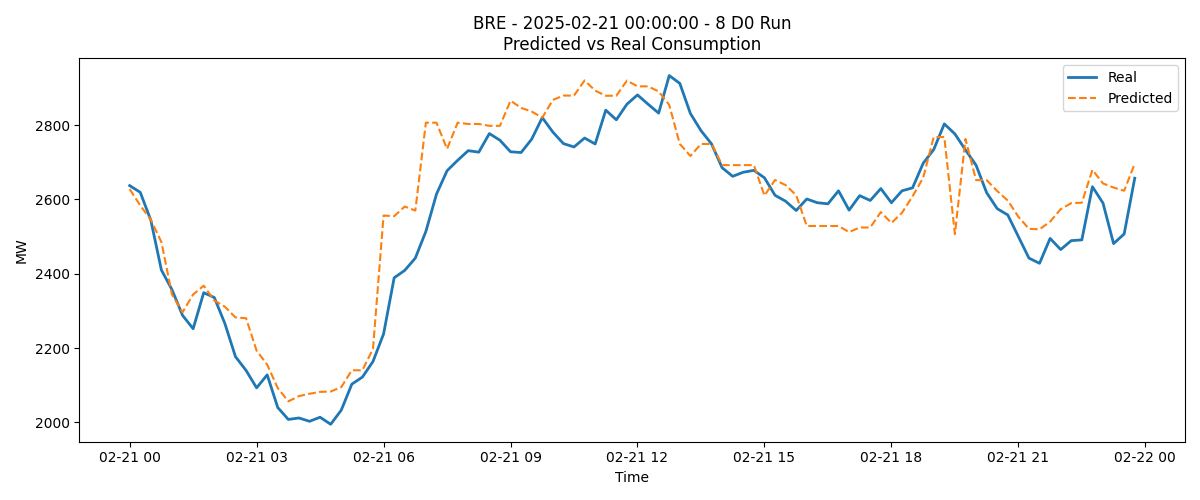 BRE - 2025-02-21 00:00:00 - 8 D0 Run
Predicted vs Real Consumption
Real
Predicted
MW
2800
2600
2400
2200
2000
02-21 00
02-21 03
02-21 06
02-21 09
02-21 12
02-21 15
02-21 18
02-21 21
02-22 00
Time